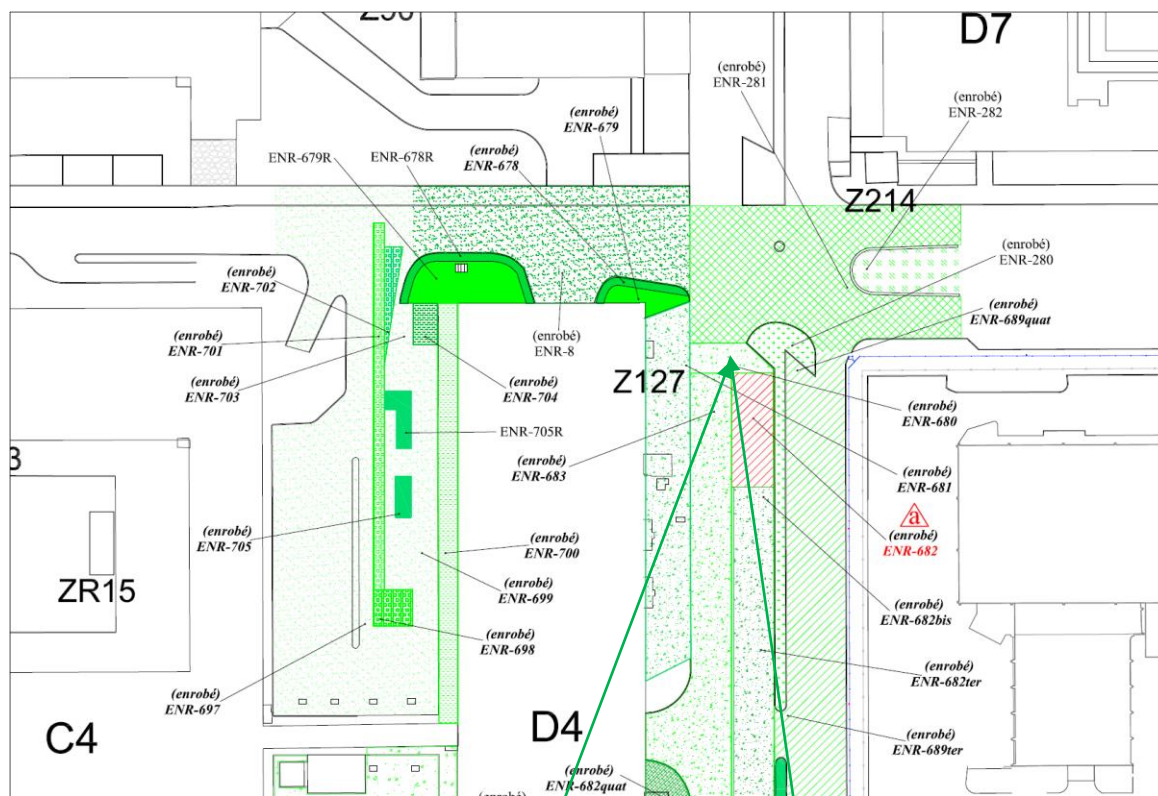 Z90
D7
(enrobé)
ENR-281
(enrobé)
ENR-282
(enrobé)
ENR-679
ENR-679R
ENR-678R
(enrobé)
ENR-678
Z214
(enrobé)
ENR-280
(enrobé)
ENR-702
(enrobé)
ENR-689quat
(enrobé)
ENR-701
(enrobé)
ENR-8
(enrobé)
ENR-703
(enrobé)
ENR-704
Z127
(enrobé)
ENR-680
ENR-705R
(enrobé)
ENR-683
(enrobé)
ENR-681
3
a
(enrobé)
ENR-682
(enrobé)
ENR-705
(enrobé)
ENR-700
ZR15
(enrobé)
ENR-699
(enrobé)
ENR-682bis
(enrobé)
ENR-698
(enrobé)
ENR-682ter
(enrobé)
ENR-697
C4
D4
(enrobé)
ENR-689ter
(enrobé)
ENR-682quat
(enrobé)